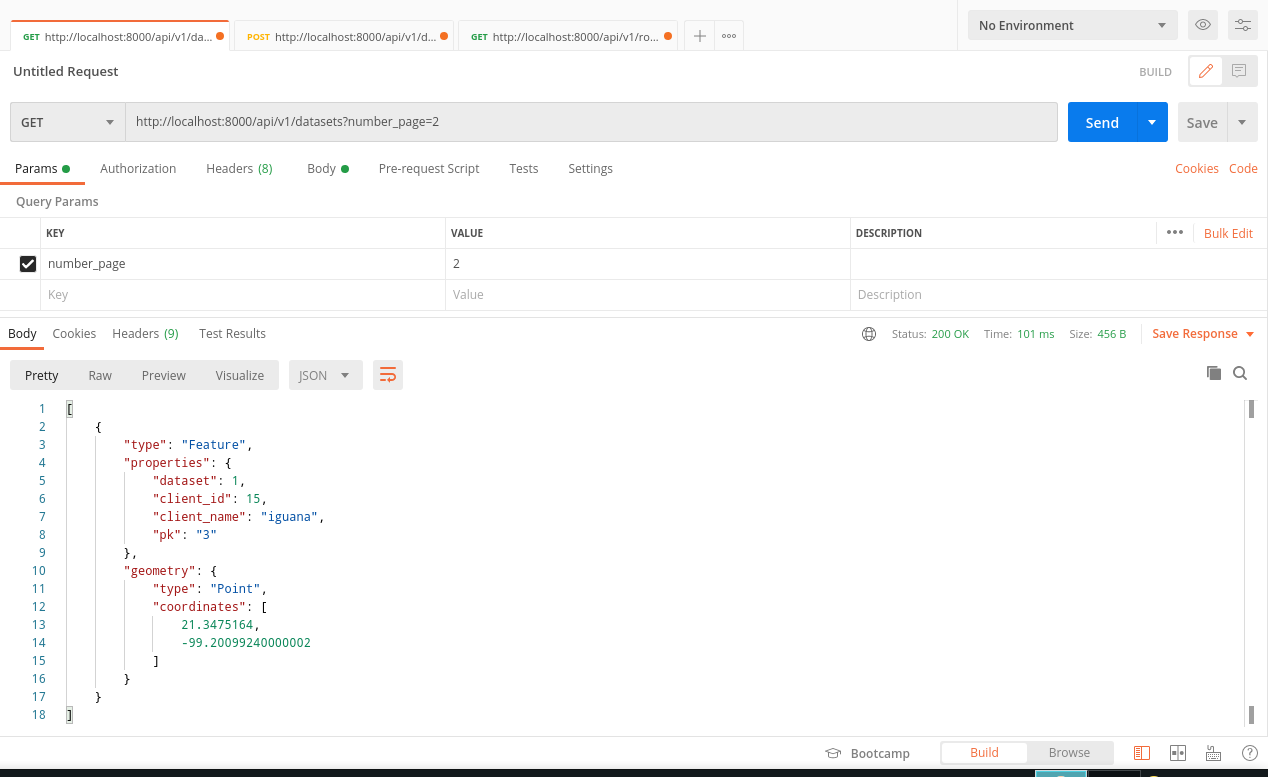 GET http://localhost:8000/api/v1/da...
POST http://localhost:8000/api/v1/d...
GET http://localhost:8000/api/v1/ro...
No Environment
Untitled Request
BUILD
GET
http://localhost:8000/api/v1/datasets?number_page=2
Send
Save
Params
Authorization
Headers (8)
Body
Pre-request Script
Tests
Settings
Cookies
Code
Query Params
KEY VALUE DESCRIPTION
Bulk Edit
number_page 2
Key Value Description
Body
Cookies
Headers (9)
Test Results
Status: 200 OK
Time: 101 ms
Size: 456 B
Save Response
Pretty
Raw
Preview
Visualize
JSON
1 [
2 {
3 "type": "Feature",
4 "properties": {
5 "dataset": 1,
6 "client_id": 15,
7 "client_name": "iguana",
8 "pk": "3"
9 },
10 "geometry": {
11 "type": "Point",
12 "coordinates": [
13 21.3475164,
14 -99.20099240000002
15 ]
16 }
17 }
18 ]
Bootcamp
Build
Browse